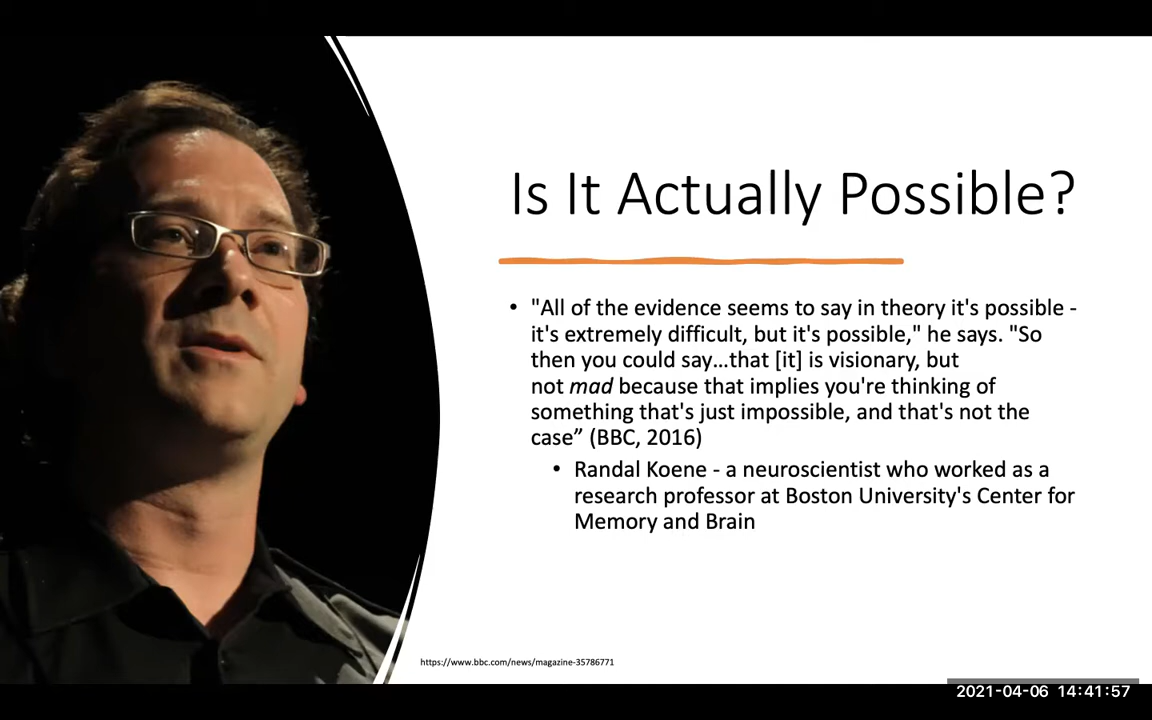 Is It Actually Possible?
• "All of the evidence seems to say in theory it's possible -
it's extremely difficult, but it's possible," he says. "So
then you could say…that [it] is visionary, but
not mad because that implies you're thinking of
something that's just impossible, and that's not the
case” (BBC, 2016)
• Randal Koene - a neuroscientist who worked as a
research professor at Boston University's Center for
Memory and Brain
https://www.bbc.com/news/magazine-35786771
2021-04-06 14:41:57